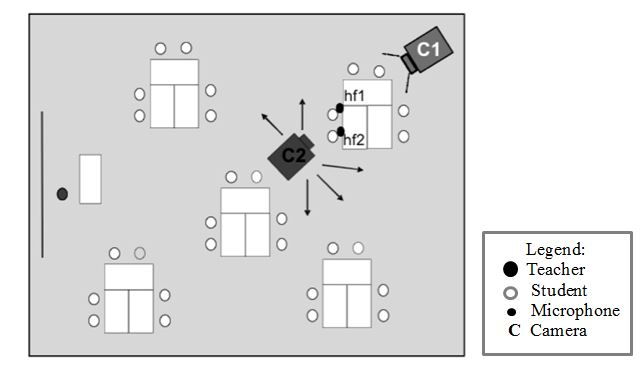 C1
hf1
hf2
C2
Legend:
Teacher
Student
Microphone
C Camera